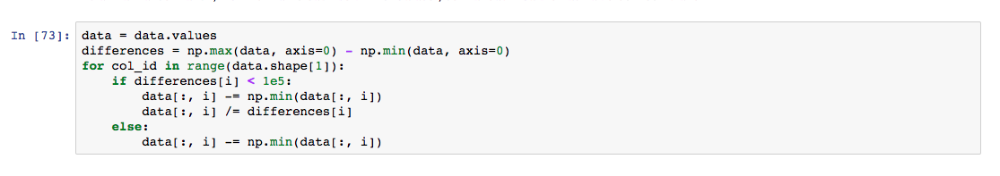 In [73]: data = data.values
differences = np.max(data, axis=0) - np.min(data, axis=0)
for col_id in range(data.shape[1]):
    if differences[i] < 1e5:
        data[:, i] -= np.min(data[:, i])
        data[:, i] /= differences[i]
    else:
        data[:, i] -= np.min(data[:, i])